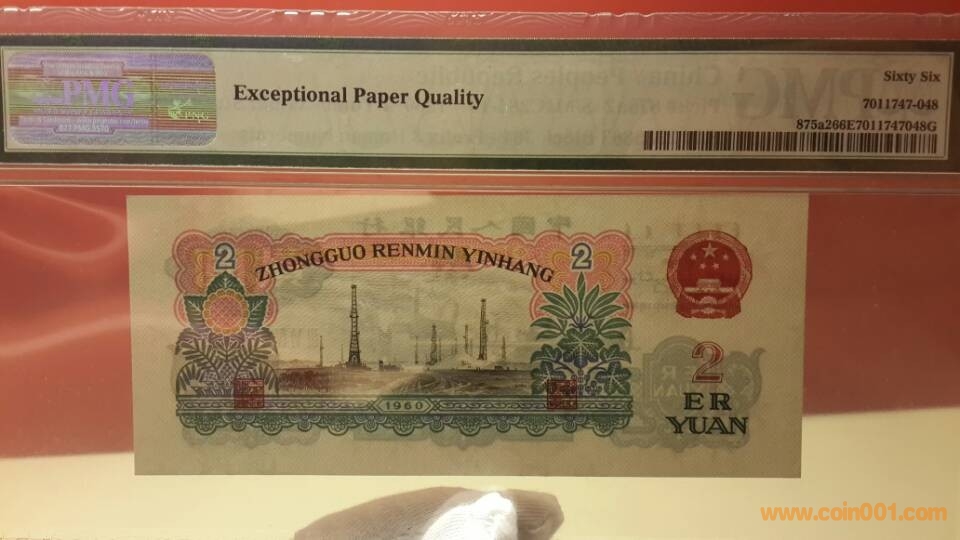 PMG
Exceptional Paper Quality
Sixty Six
7011747-048
875a266E7011747048G
2
ZHONGGUO RENMIN YINHANG
2
1960
2
ER
YUAN
www.coin001.com